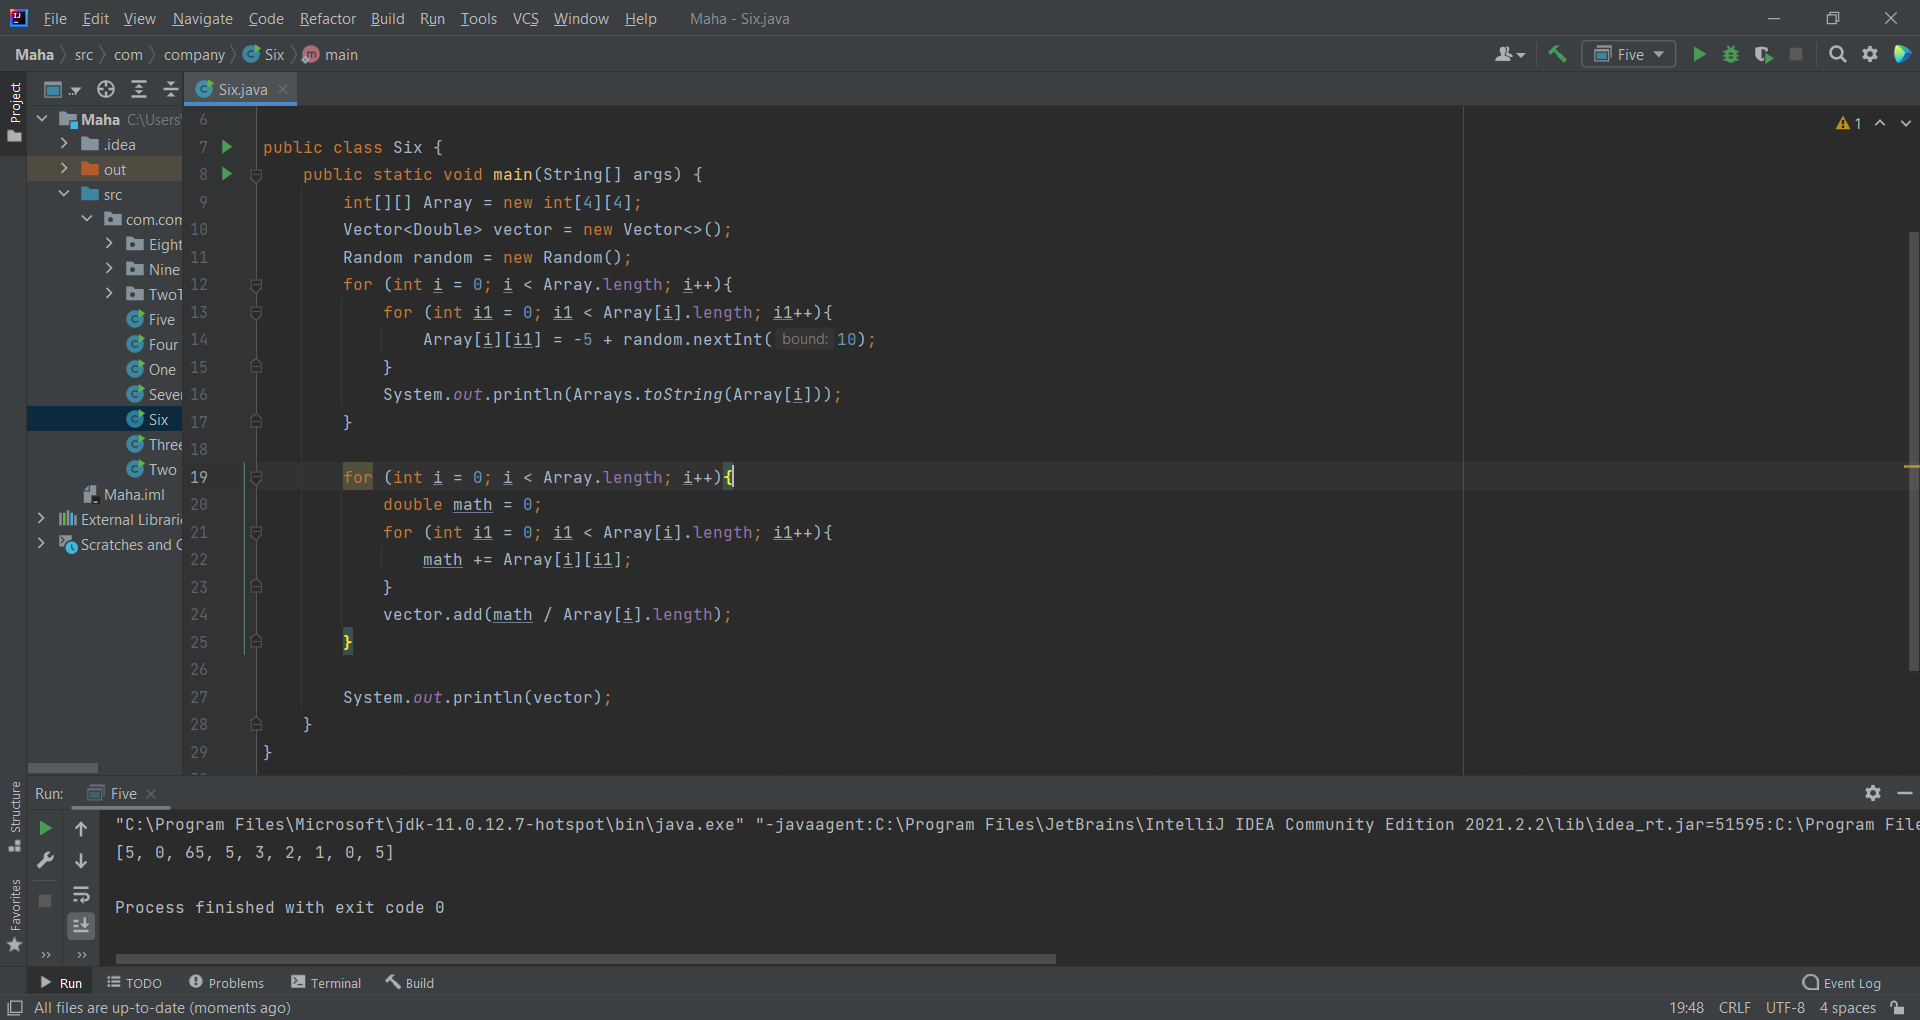 File Edit View Navigate Code Refactor Build Run Tools VCS Window Help Maha - Six.java
Maha src com company Six main Five
Project
Six.java
Maha C:\Users\
.idea
out
src
com.com
Eight
Nine
TwoT
Five
Four
One
Seven
Six
Three
Two
Maha.iml
External Librari
Scratches and C
1
6
7 public class Six {
8 public static void main(String[] args) {
9 int[][] Array = new int[4][4];
10 Vector<Double> vector = new Vector<>();
11 Random random = new Random();
12 for (int i = 0; i < Array.length; i++){
13 for (int i1 = 0; i1 < Array[i].length; i1++){
14 Array[i][i1] = -5 + random.nextInt( bound: 10);
15 }
16 System.out.println(Arrays.toString(Array[i]));
17 }
18
19 for (int i = 0; i < Array.length; i++){
20 double math = 0;
21 for (int i1 = 0; i1 < Array[i].length; i1++){
22 math += Array[i][i1];
23 }
24 vector.add(math / Array[i].length);
25 }
26
27 System.out.println(vector);
28 }
29 }
Structure
Favorites
Run: Five
"C:\Program Files\Microsoft\jdk-11.0.12.7-hotspot\bin\java.exe" "-javaagent:C:\Program Files\JetBrains\IntelliJ IDEA Community Edition 2021.2.2\lib\idea_rt.jar=51595:C:\Program File
[5, 0, 65, 5, 3, 2, 1, 0, 5]
Process finished with exit code 0
Run TODO Problems Terminal Build Event Log
All files are up-to-date (moments ago) 19:48 CRLF UTF-8 4 spaces